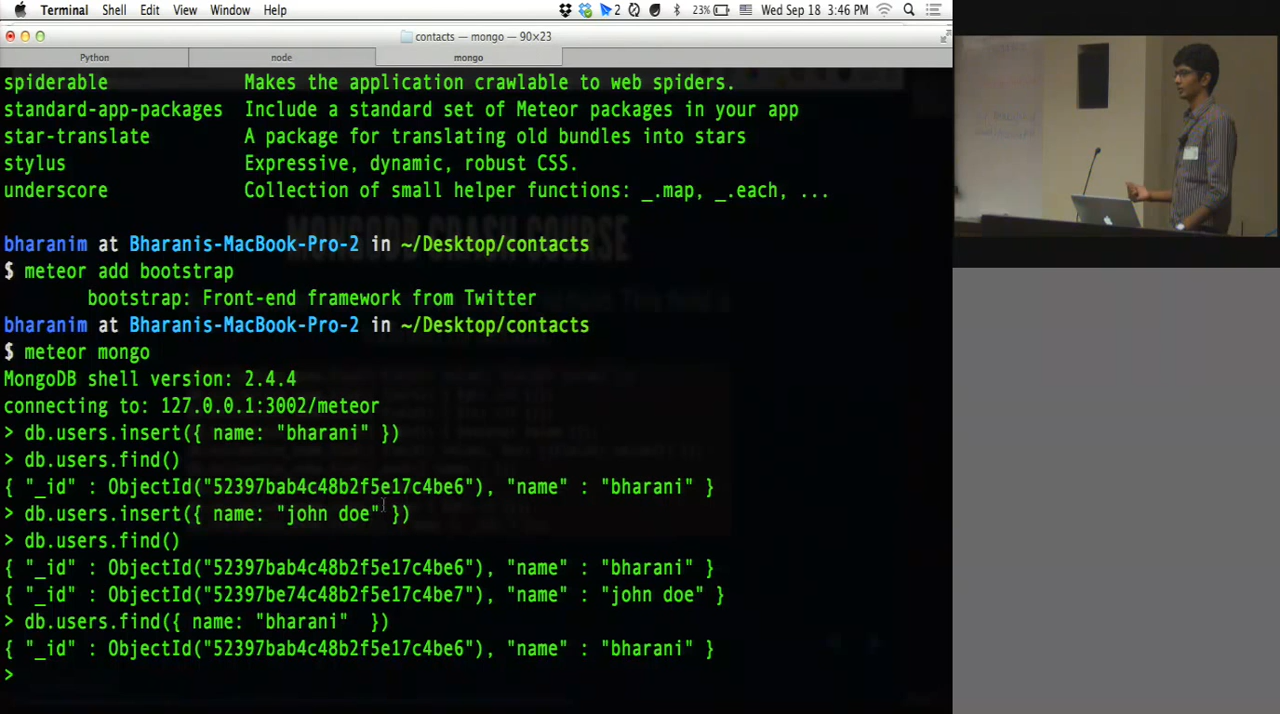 Terminal Shell Edit View Window Help 2 23% Wed Sep 18 3:46 PM
contacts — mongo — 90×23
Python node mongo
spiderable Makes the application crawlable to web spiders.
standard-app-packages Include a standard set of Meteor packages in your app
star-translate A package for translating old bundles into stars
stylus Expressive, dynamic, robust CSS.
underscore Collection of small helper functions: _.map, _.each, ...
MONGODB CRASH COURSE
bharanim at Bharanis-MacBook-Pro-2 in ~/Desktop/contacts
$ meteor add bootstrap
bootstrap: Front-end framework from Twitter
bharanim at Bharanis-MacBook-Pro-2 in ~/Desktop/contacts
$ meteor mongo
MongoDB shell version: 2.4.4
connecting to: 127.0.0.1:3002/meteor
> db.users.insert({ name: "bharani" })
> db.users.find()
{ "_id" : ObjectId("52397bab4c48b2f5e17c4be6"), "name" : "bharani" }
> db.users.insert({ name: "john doe" })
> db.users.find()
{ "_id" : ObjectId("52397bab4c48b2f5e17c4be6"), "name" : "bharani" }
{ "_id" : ObjectId("52397be74c48b2f5e17c4be7"), "name" : "john doe" }
> db.users.find({ name: "bharani"  })
{ "_id" : ObjectId("52397bab4c48b2f5e17c4be6"), "name" : "bharani" }
>